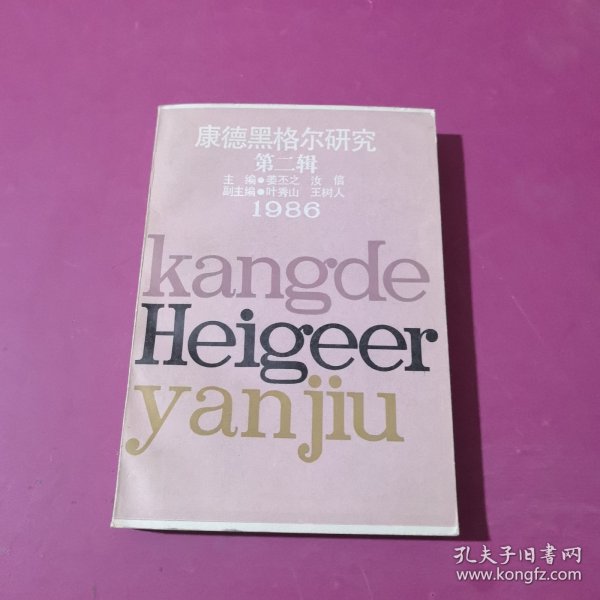 康德黑格尔研究
第二辑
主 编●姜丕之 汝 信
副主编●叶秀山 王树人
1986
kangde
Heigeer
yanjiu
孔夫子旧书网
www.kongfz.com